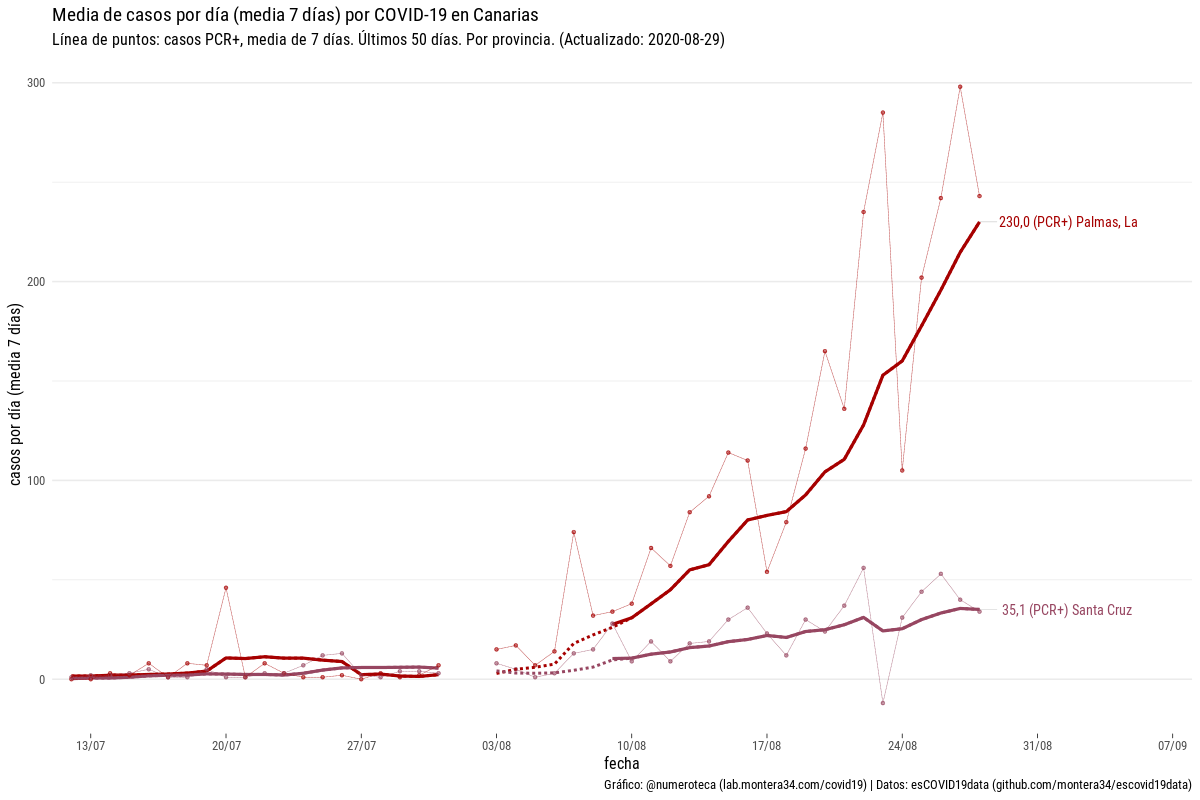 Media de casos por día (media 7 días) por COVID-19 en Canarias
Línea de puntos: casos PCR+, media de 7 días. Últimos 50 días. Por provincia. (Actualizado: 2020-08-29)
casos por día (media 7 días)
300
200
100
0
230,0 (PCR+) Palmas, La
35,1 (PCR+) Santa Cruz
13/07
20/07
27/07
03/08
10/08
17/08
24/08
31/08
07/09
fecha
Gráfico: @numeroteca (lab.montera34.com/covid19) | Datos: esCOVID19data (github.com/montera34/escovid19data)